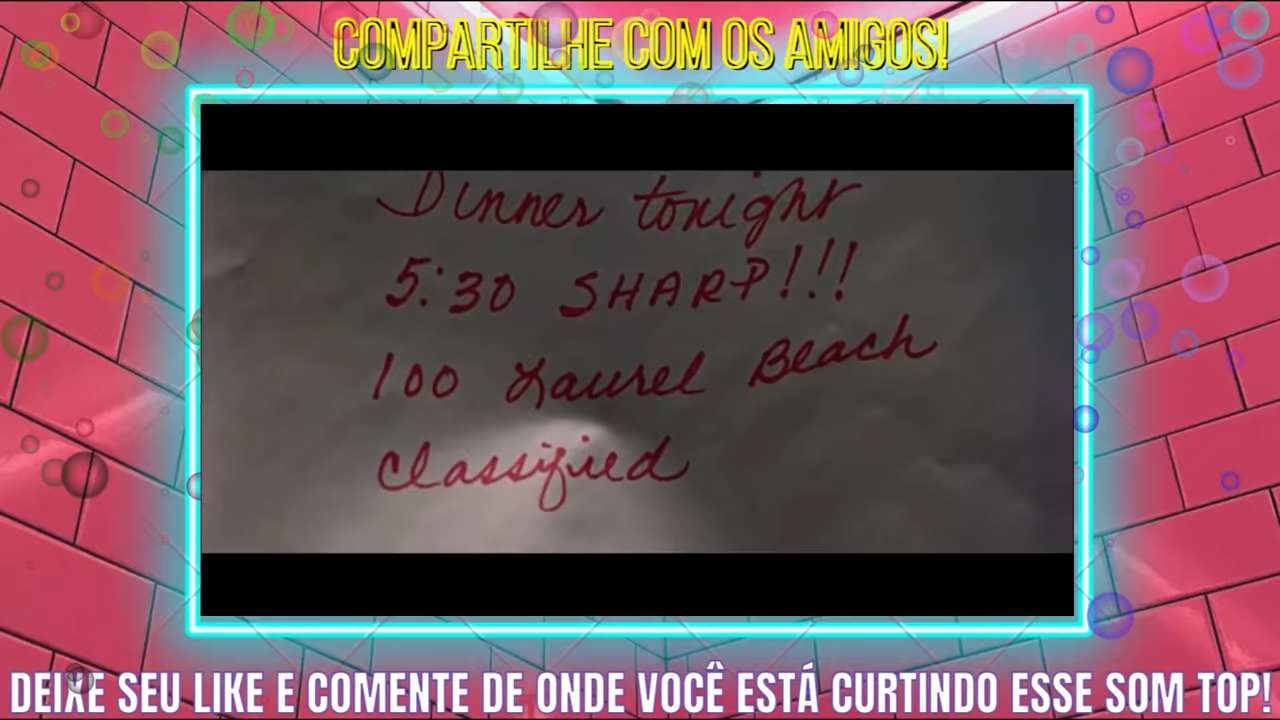 COMPARTILHE COM OS AMIGOS!
Dinner tonight
5:30 SHARP!!!
100 Laurel Beach
Classified
DEIXE SEU LIKE E COMENTE DE ONDE VOCÊ ESTÁ CURTINDO ESSE SOM TOP!